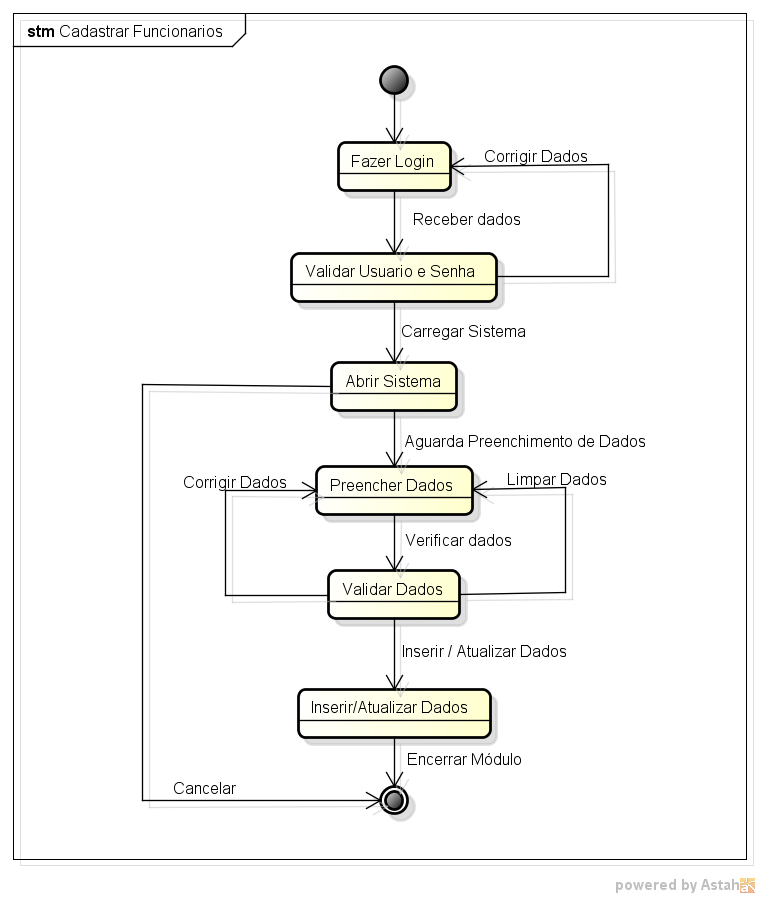 stm Cadastrar Funcionarios
Fazer Login
Corrigir Dados
Receber dados
Validar Usuario e Senha
Carregar Sistema
Abrir Sistema
Aguarda Preenchimento de Dados
Corrigir Dados
Preencher Dados
Limpar Dados
Verificar dados
Validar Dados
Inserir / Atualizar Dados
Inserir/Atualizar Dados
Encerrar Módulo
Cancelar
powered by Astah